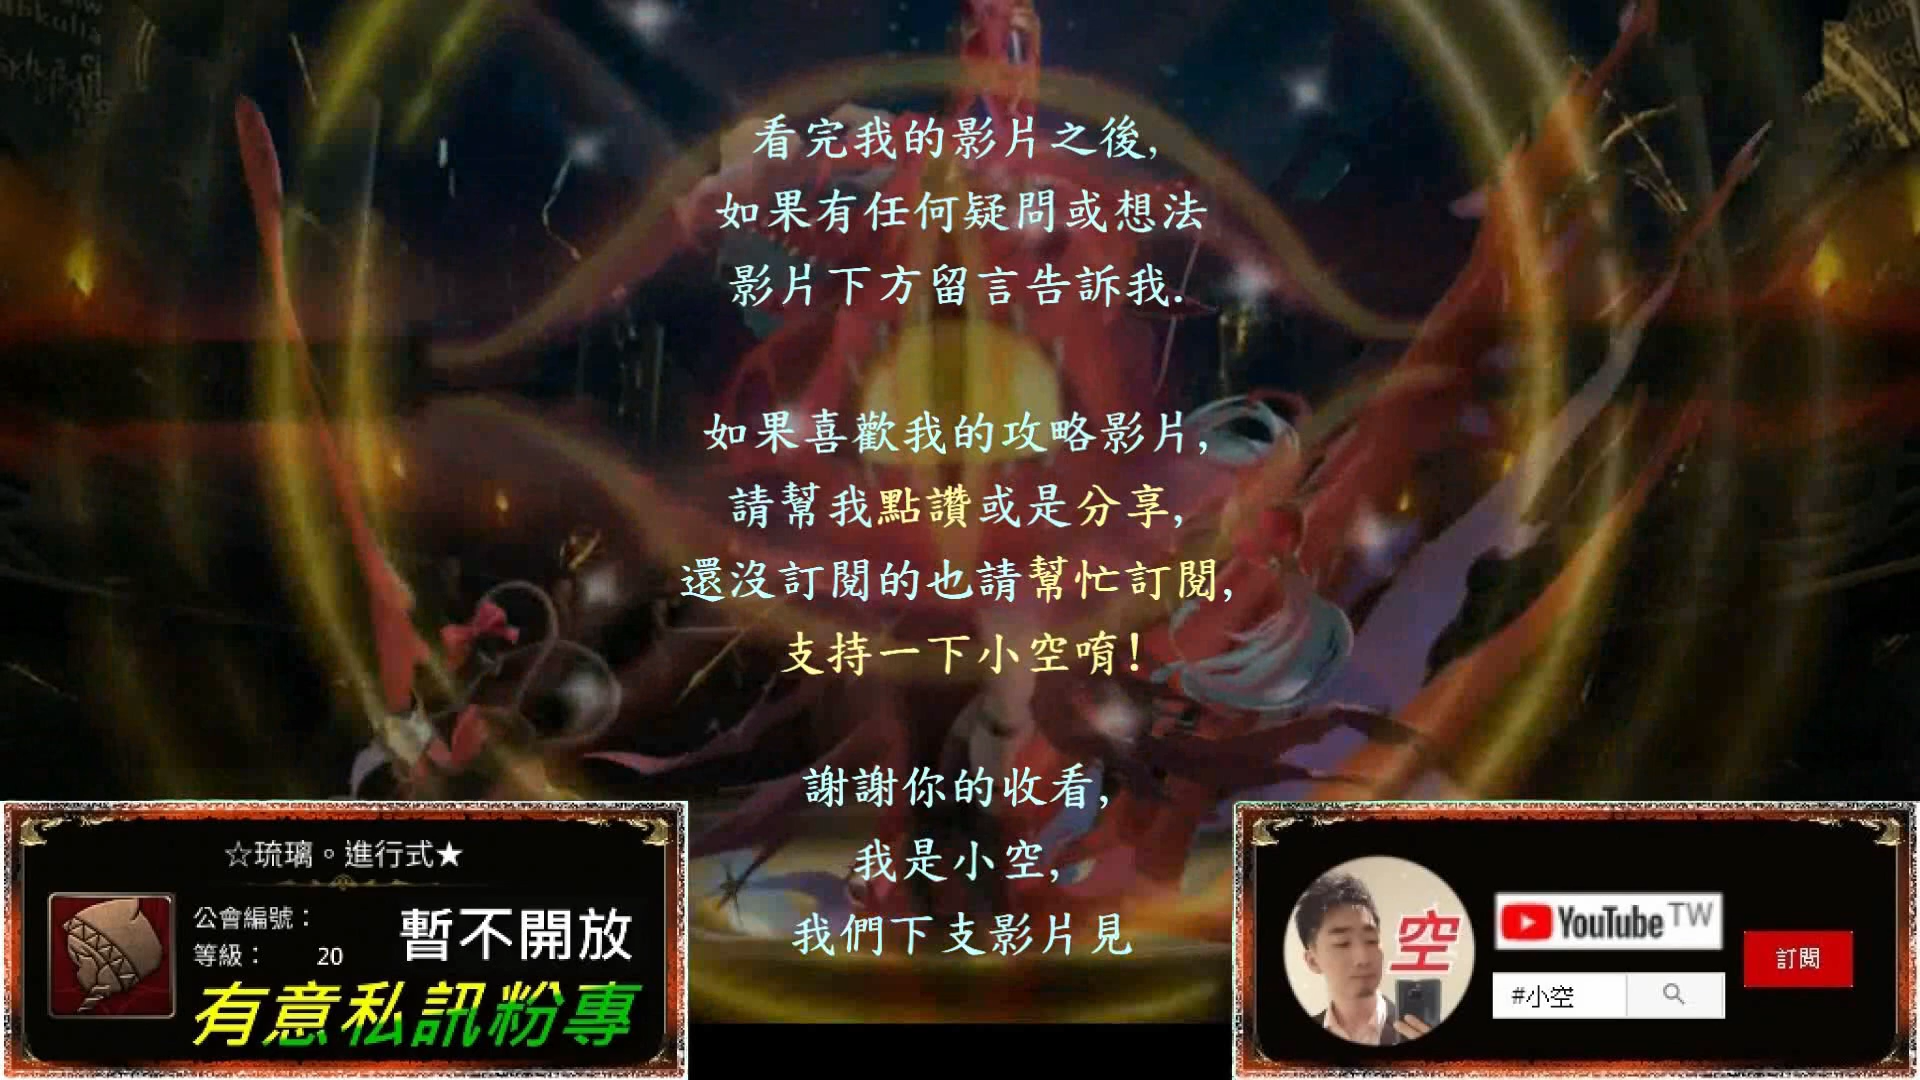 看完我的影片之後,
如果有任何疑問或想法
影片下方留言告訴我.
如果喜歡我的攻略影片,
請幫我點讚或是分享,
還沒訂閱的也請幫忙訂閱,
支持一下小空唷!
謝謝你的收看,
我是小空,
我們下支影片見
☆琉璃。進行式★
公會編號：
暫不開放
等級： 20
有意私訊粉專
空
YouTube TW
#小空
訂閱